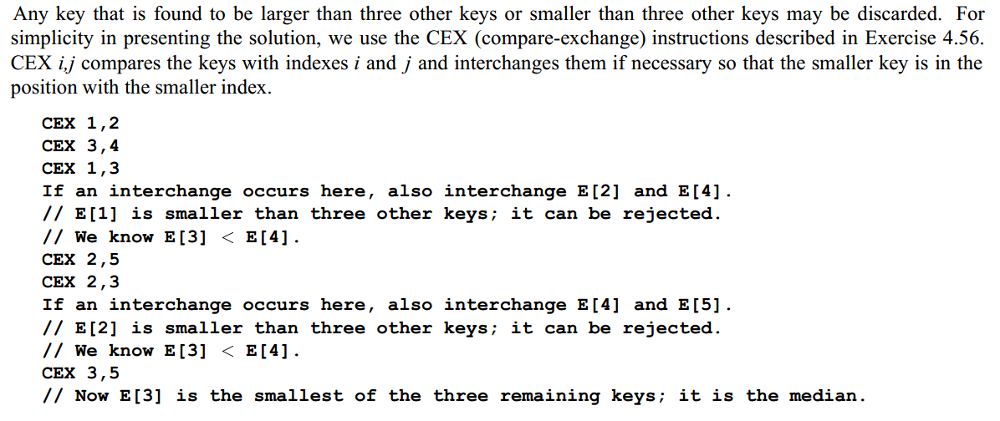 Any key that is found to be larger than three other keys or smaller than three other keys may be discarded. For
simplicity in presenting the solution, we use the CEX (compare-exchange) instructions described in Exercise 4.56.
CEX i,j compares the keys with indexes i and j and interchanges them if necessary so that the smaller key is in the
position with the smaller index.
CEX 1,2
CEX 3,4
CEX 1,3
If an interchange occurs here, also interchange E[2] and E[4].
// E[1] is smaller than three other keys; it can be rejected.
// We know E[3] < E[4].
CEX 2,5
CEX 2,3
If an interchange occurs here, also interchange E[4] and E[5].
// E[2] is smaller than three other keys; it can be rejected.
// We know E[3] < E[4].
CEX 3,5
// Now E[3] is the smallest of the three remaining keys; it is the median.